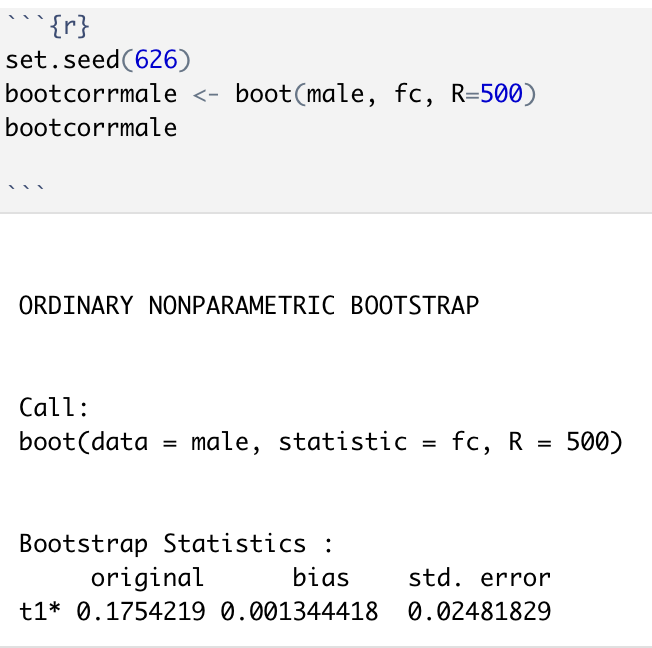 ```{r}
set.seed(626)
bootcorrmale <- boot(male, fc, R=500)
bootcorrmale
```
ORDINARY NONPARAMETRIC BOOTSTRAP
Call:
boot(data = male, statistic = fc, R = 500)
Bootstrap Statistics :
original bias std. error
t1* 0.1754219 0.001344418 0.02481829